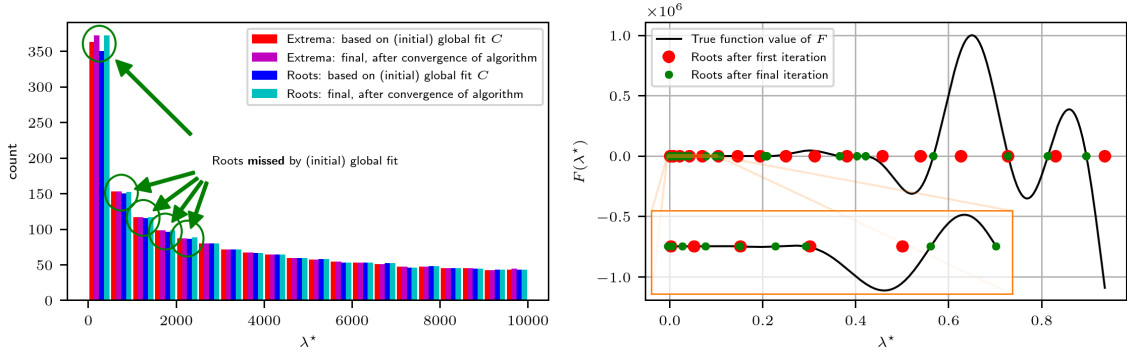 Extrema: based on (initial) global fit C
Extrema: final, after convergence of algorithm
Roots: based on (initial) global fit C
Roots: final, after convergence of algorithm
Roots missed by (initial) global fit
count
350
300
250
200
150
100
50
0
0 2000 4000 6000 8000 10000
λ⋆
×10⁶
True function value of F
Roots after first iteration
Roots after final iteration
F(λ⋆)
1.0
0.5
0.0
−0.5
−1.0
0.0 0.2 0.4 0.6 0.8
λ⋆